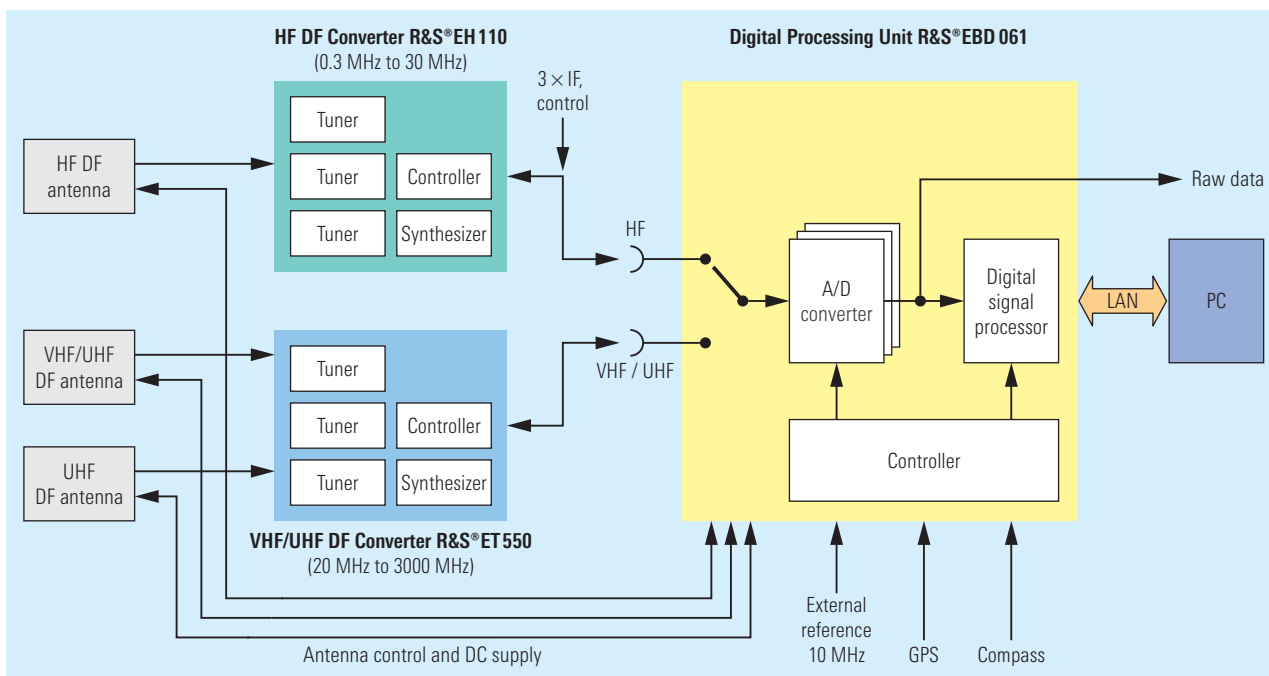 HF DF Converter R&S®EH110
(0.3 MHz to 30 MHz)
Digital Processing Unit R&S®EBD 061
3 × IF,
control
Tuner
HF DF
antenna
Tuner
Controller
Tuner
Synthesizer
HF
Raw data
A/D
converter
Digital
signal
processor
LAN
PC
VHF/UHF
DF antenna
Tuner
VHF / UHF
Tuner
Controller
UHF
DF antenna
Tuner
Synthesizer
Controller
VHF/UHF DF Converter R&S®ET550
(20 MHz to 3000 MHz)
Antenna control and DC supply
External
reference
10 MHz
GPS
Compass